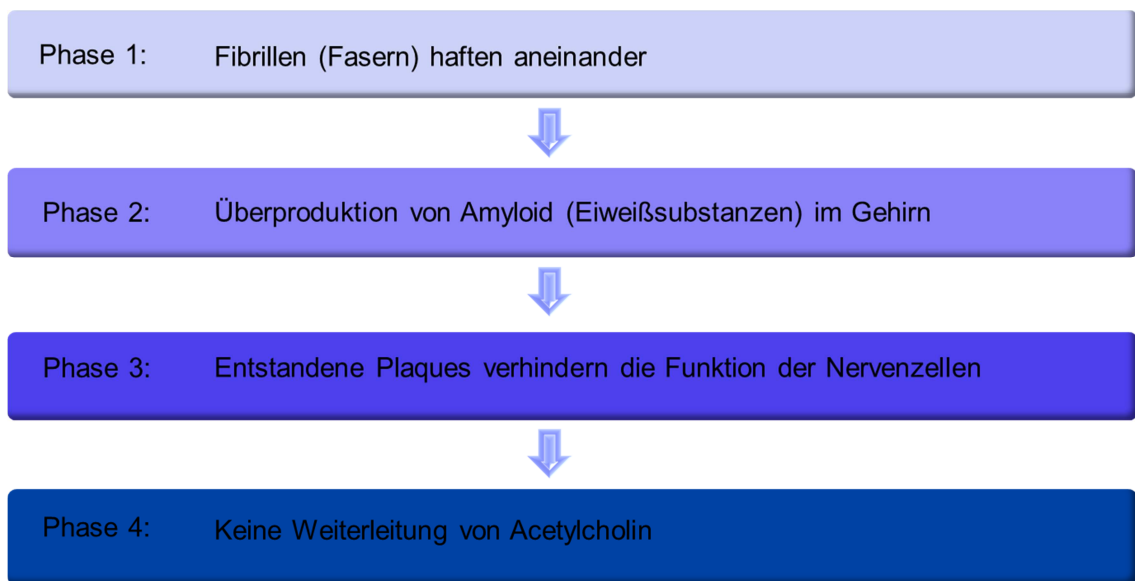 Phase 1: Fibrillen (Fasern) haften aneinander
Phase 2: Überproduktion von Amyloid (Eiweißsubstanzen) im Gehirn
Phase 3: Entstandene Plaques verhindern die Funktion der Nervenzellen
Phase 4: Keine Weiterleitung von Acetylcholin